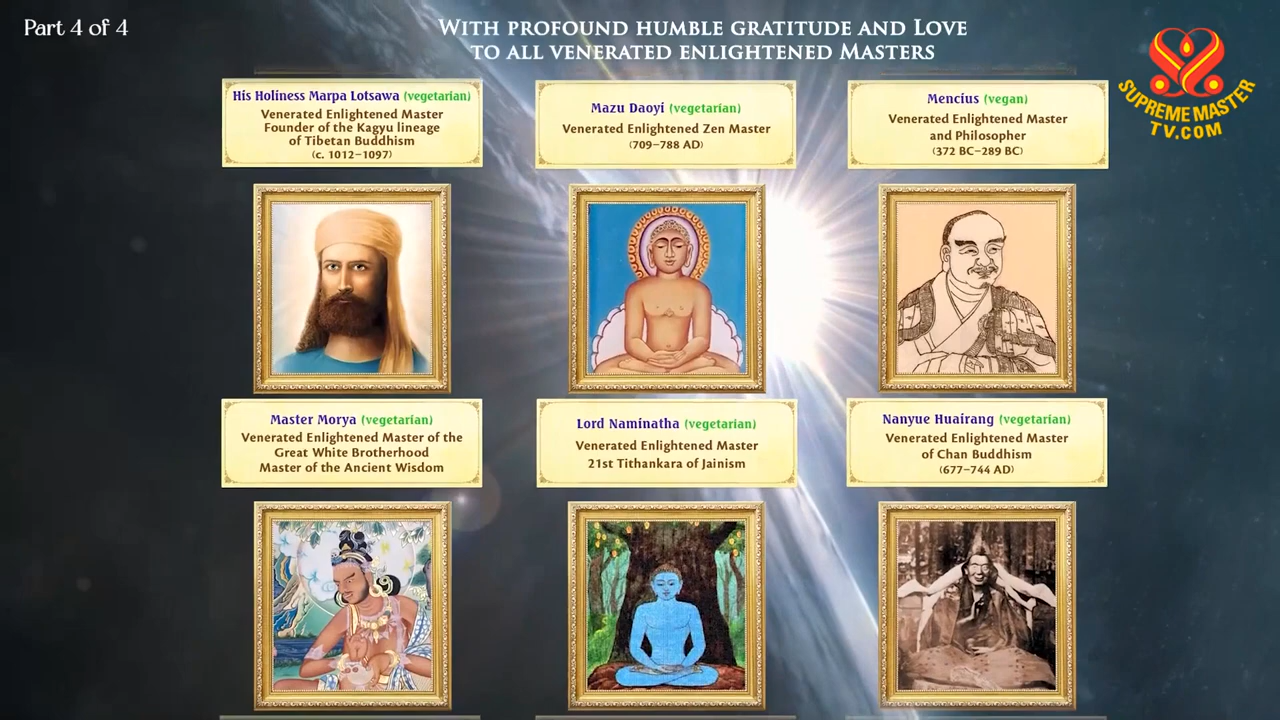 Part 4 of 4
With profound humble gratitude and Love
to all venerated enlightened Masters
SUPREME MASTER
TV.COM
His Holiness Marpa Lotsawa (vegetarian)
Venerated Enlightened Master
Founder of the Kagyu lineage
of Tibetan Buddhism
(c. 1012–1097)
Mazu Daoyi (vegetarian)
Venerated Enlightened Zen Master
(709–788 AD)
Mencius (vegan)
Venerated Enlightened Master
and Philosopher
(372 BC–289 BC)
Master Morya (vegetarian)
Venerated Enlightened Master of the
Great White Brotherhood
Master of the Ancient Wisdom
Lord Naminatha (vegetarian)
Venerated Enlightened Master
21st Tithankara of Jainism
Nanyue Huairang (vegetarian)
Venerated Enlightened Master
of Chan Buddhism
(677–744 AD)